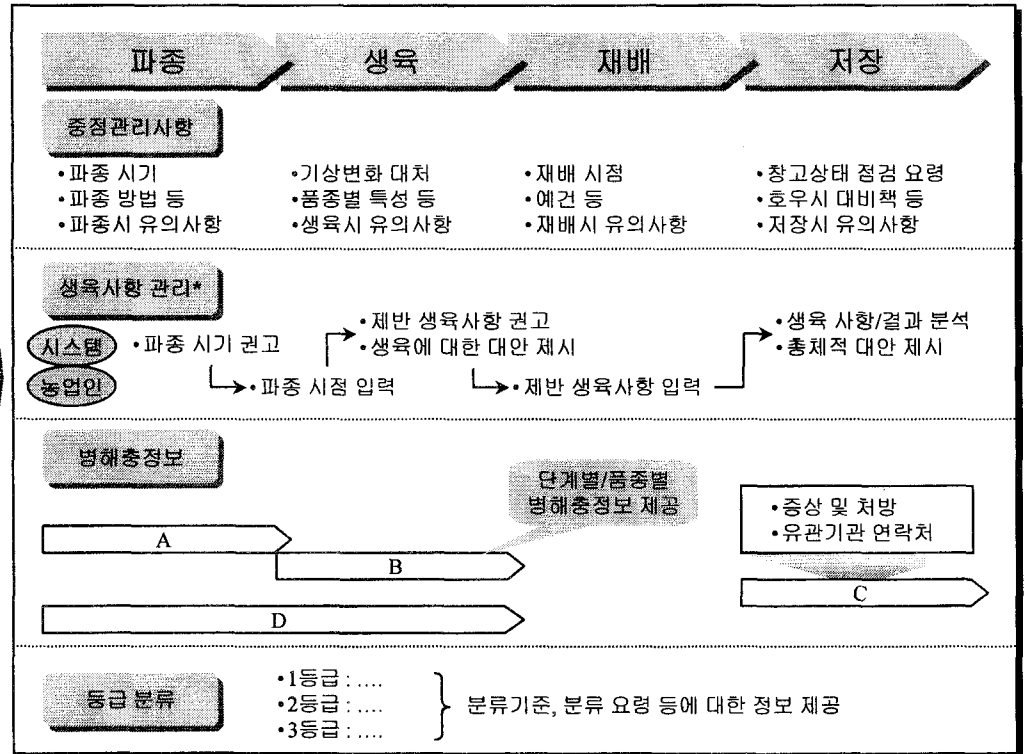 파종 생육 재배 저장
중점관리사항
•파종 시기 •기상변화 대처 •재배 시점 •창고상태 점검 요령
•파종 방법 등 •품종별 특성 등 •예건 등 •호우시 대비책 등
•파종시 유의사항 •생육시 유의사항 •재배시 유의사항 •저장시 유의사항
생육사항 관리*
•제반 생육사항 권고 •생육 사항/결과 분석
시스템 •파종 시기 권고 •생육에 대한 대안 제시 •총체적 대안 제시
농업인 •파종 시점 입력 •제반 생육사항 입력
병해충정보
단계별/품종별
병해충정보 제공
•증상 및 처방
•유관기관 연락처
A
B
C
D
등급 분류
•1등급 : ....
•2등급 : .... 분류기준, 분류 요령 등에 대한 정보 제공
•3등급 : ....